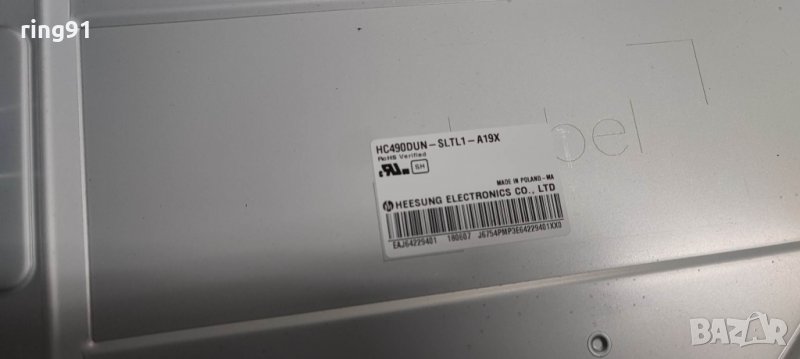 ring91
bel
HC490DUN-SLTL1-A19X
RoHS Verified
SH
MADE IN POLAND-MA
HEESUNG ELECTRONICS CO., LTD
EAJ64229401 180607 J6754PMP3E64229401XX0
BAZAR